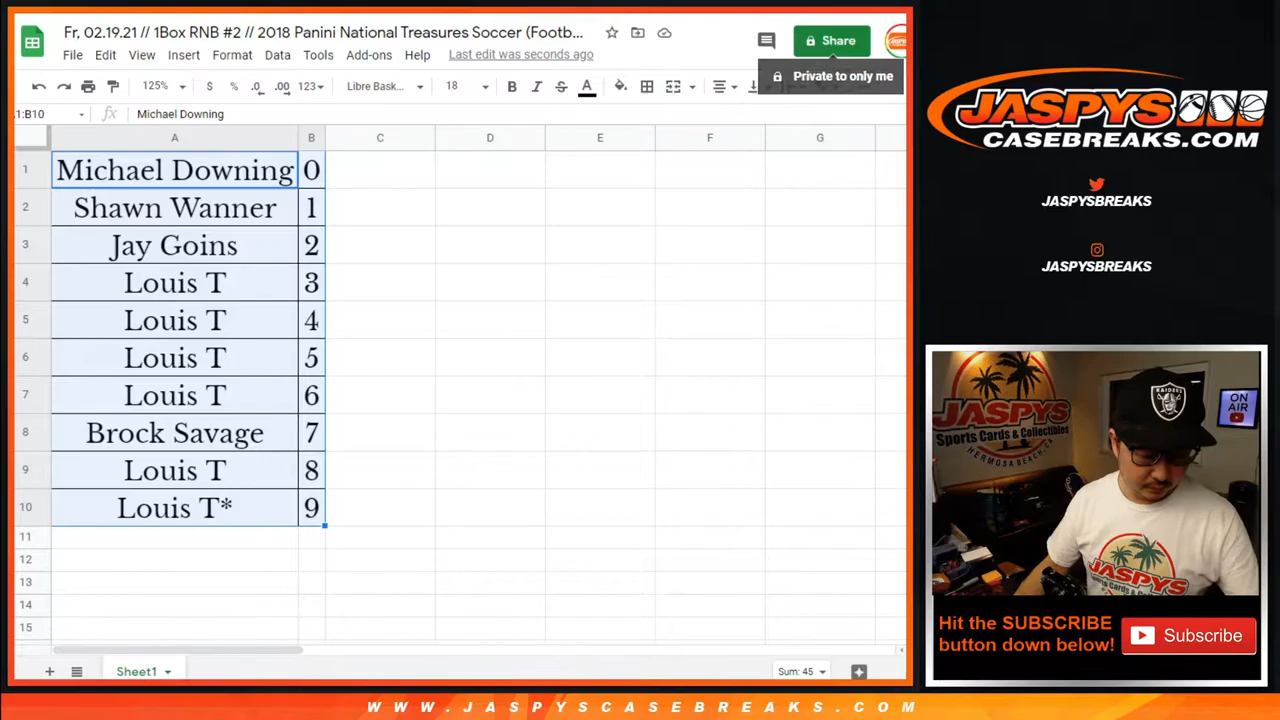 Fr, 02.19.21 // 1Box RNB #2 // 2018 Panini National Treasures Soccer (Footb...
File Edit View Insert Format Data Tools Add-ons Help Last edit was seconds ago
Share
Private to only me
125% $ % .0 .00 123 Libre Bask... 18 B I S A
1:B10 fx Michael Downing
A B C D E F G
1 Michael Downing 0
2 Shawn Wanner 1
3 Jay Goins 2
4 Louis T 3
5 Louis T 4
6 Louis T 5
7 Louis T 6
8 Brock Savage 7
9 Louis T 8
10 Louis T* 9
11
12
13
14
15
Sheet1
Sum: 45
JASPYS
CASEBREAKS.COM
JASPYSBREAKS
JASPYSBREAKS
RAIDERS
ON
AIR
JASPYS
Sports Cards & Collectibles
HERMOSA BEACH, CA
JASPYS
Hit the SUBSCRIBE
button down below!
Subscribe
WWW.JASPYSCASEBREAKS.COM